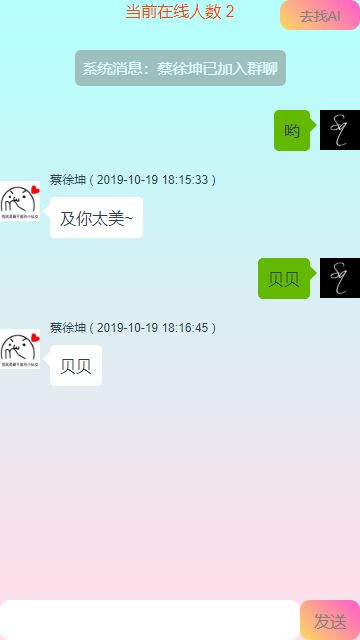 当前在线人数 2
去找AI
系统消息：蔡徐坤已加入群聊
哟
蔡徐坤 ( 2019-10-19 18:15:33 )
及你太美~
贝贝
蔡徐坤 ( 2019-10-19 18:16:45 )
贝贝
发送